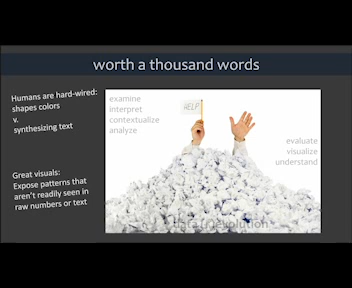 worth a thousand words
Humans are hard-wired:
shapes colors
v.
synthesizing text
Great visuals:
Expose patterns that
aren't readily seen in
raw numbers or text
examine
interpret
contextualize
analyze
HELP
evaluate
visualize
understand